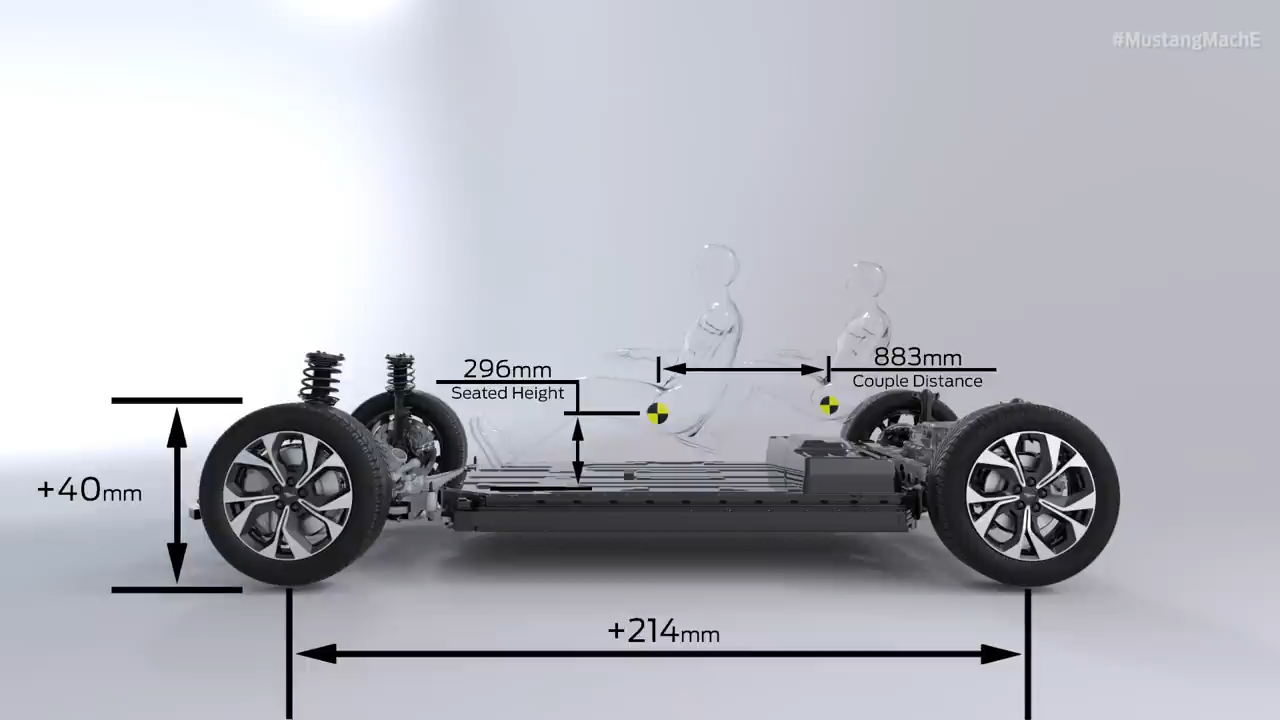 #MustangMachE
296mm
Seated Height
883mm
Couple Distance
+40mm
+214mm